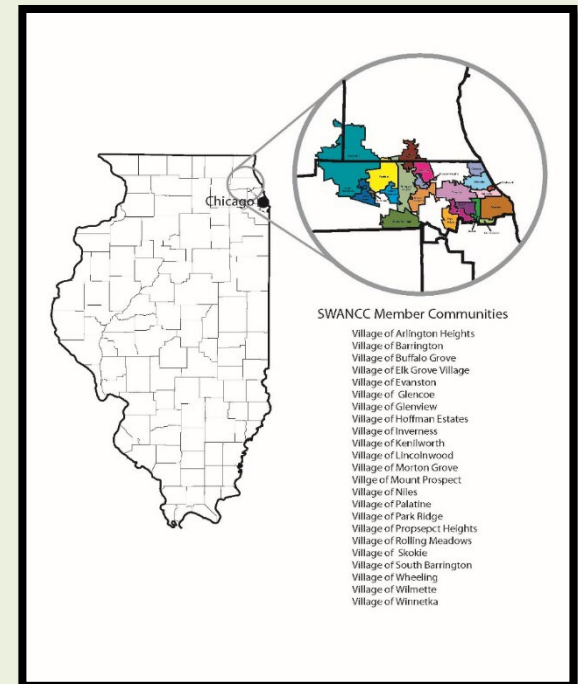 Chicago
SWANCC Member Communities
Village of Arlington Heights
Village of Barrington
Village of Buffalo Grove
Village of Elk Grove Village
Village of Evanston
Village of Glencoe
Village of Glenview
Village of Hoffman Estates
Village of Inverness
Village of Kenilworth
Village of Lincolnwood
Village of Morton Grove
Villge of Mount Prospect
Village of Niles
Village of Palatine
Village of Park Ridge
Village of Propsepct Heights
Village of Rolling Meadows
Village of Skokie
Village of South Barrington
Village of Wheeling
Village of Wilmette
Village of Winnetka